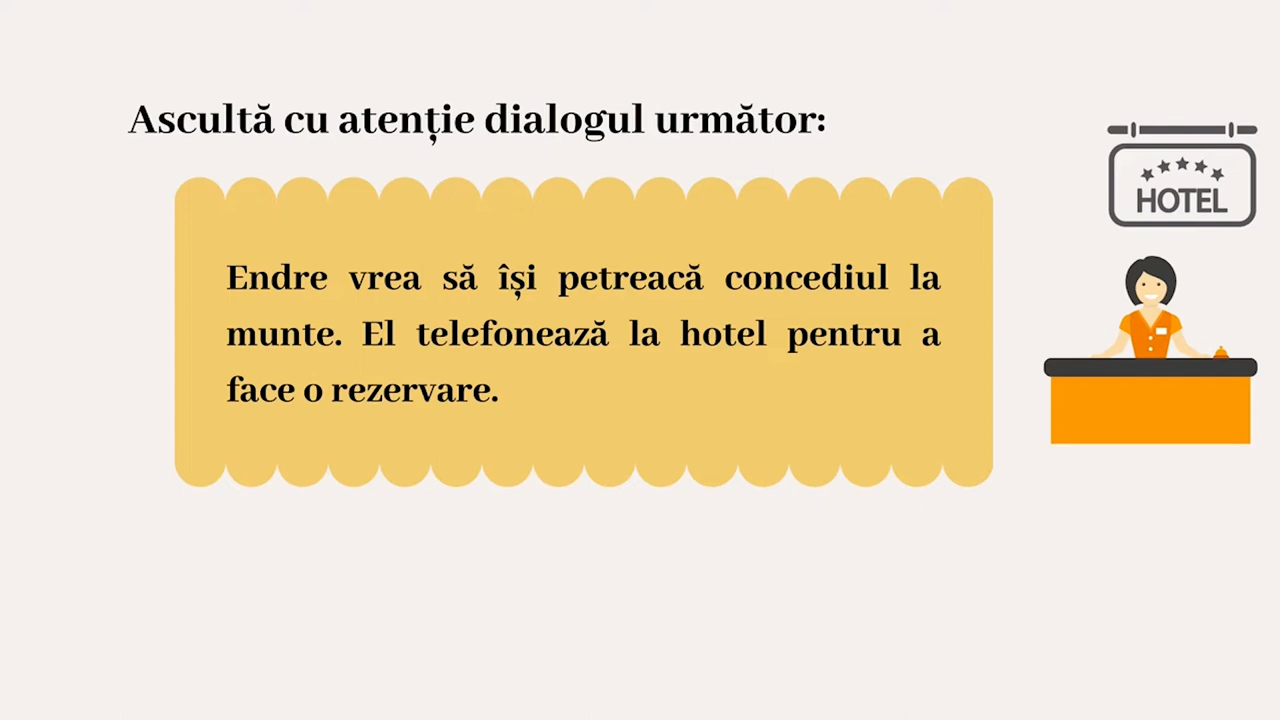 Ascultă cu atenție dialogul următor:
HOTEL
Endre vrea să își petreacă concediul la
munte. El telefonează la hotel pentru a
face o rezervare.